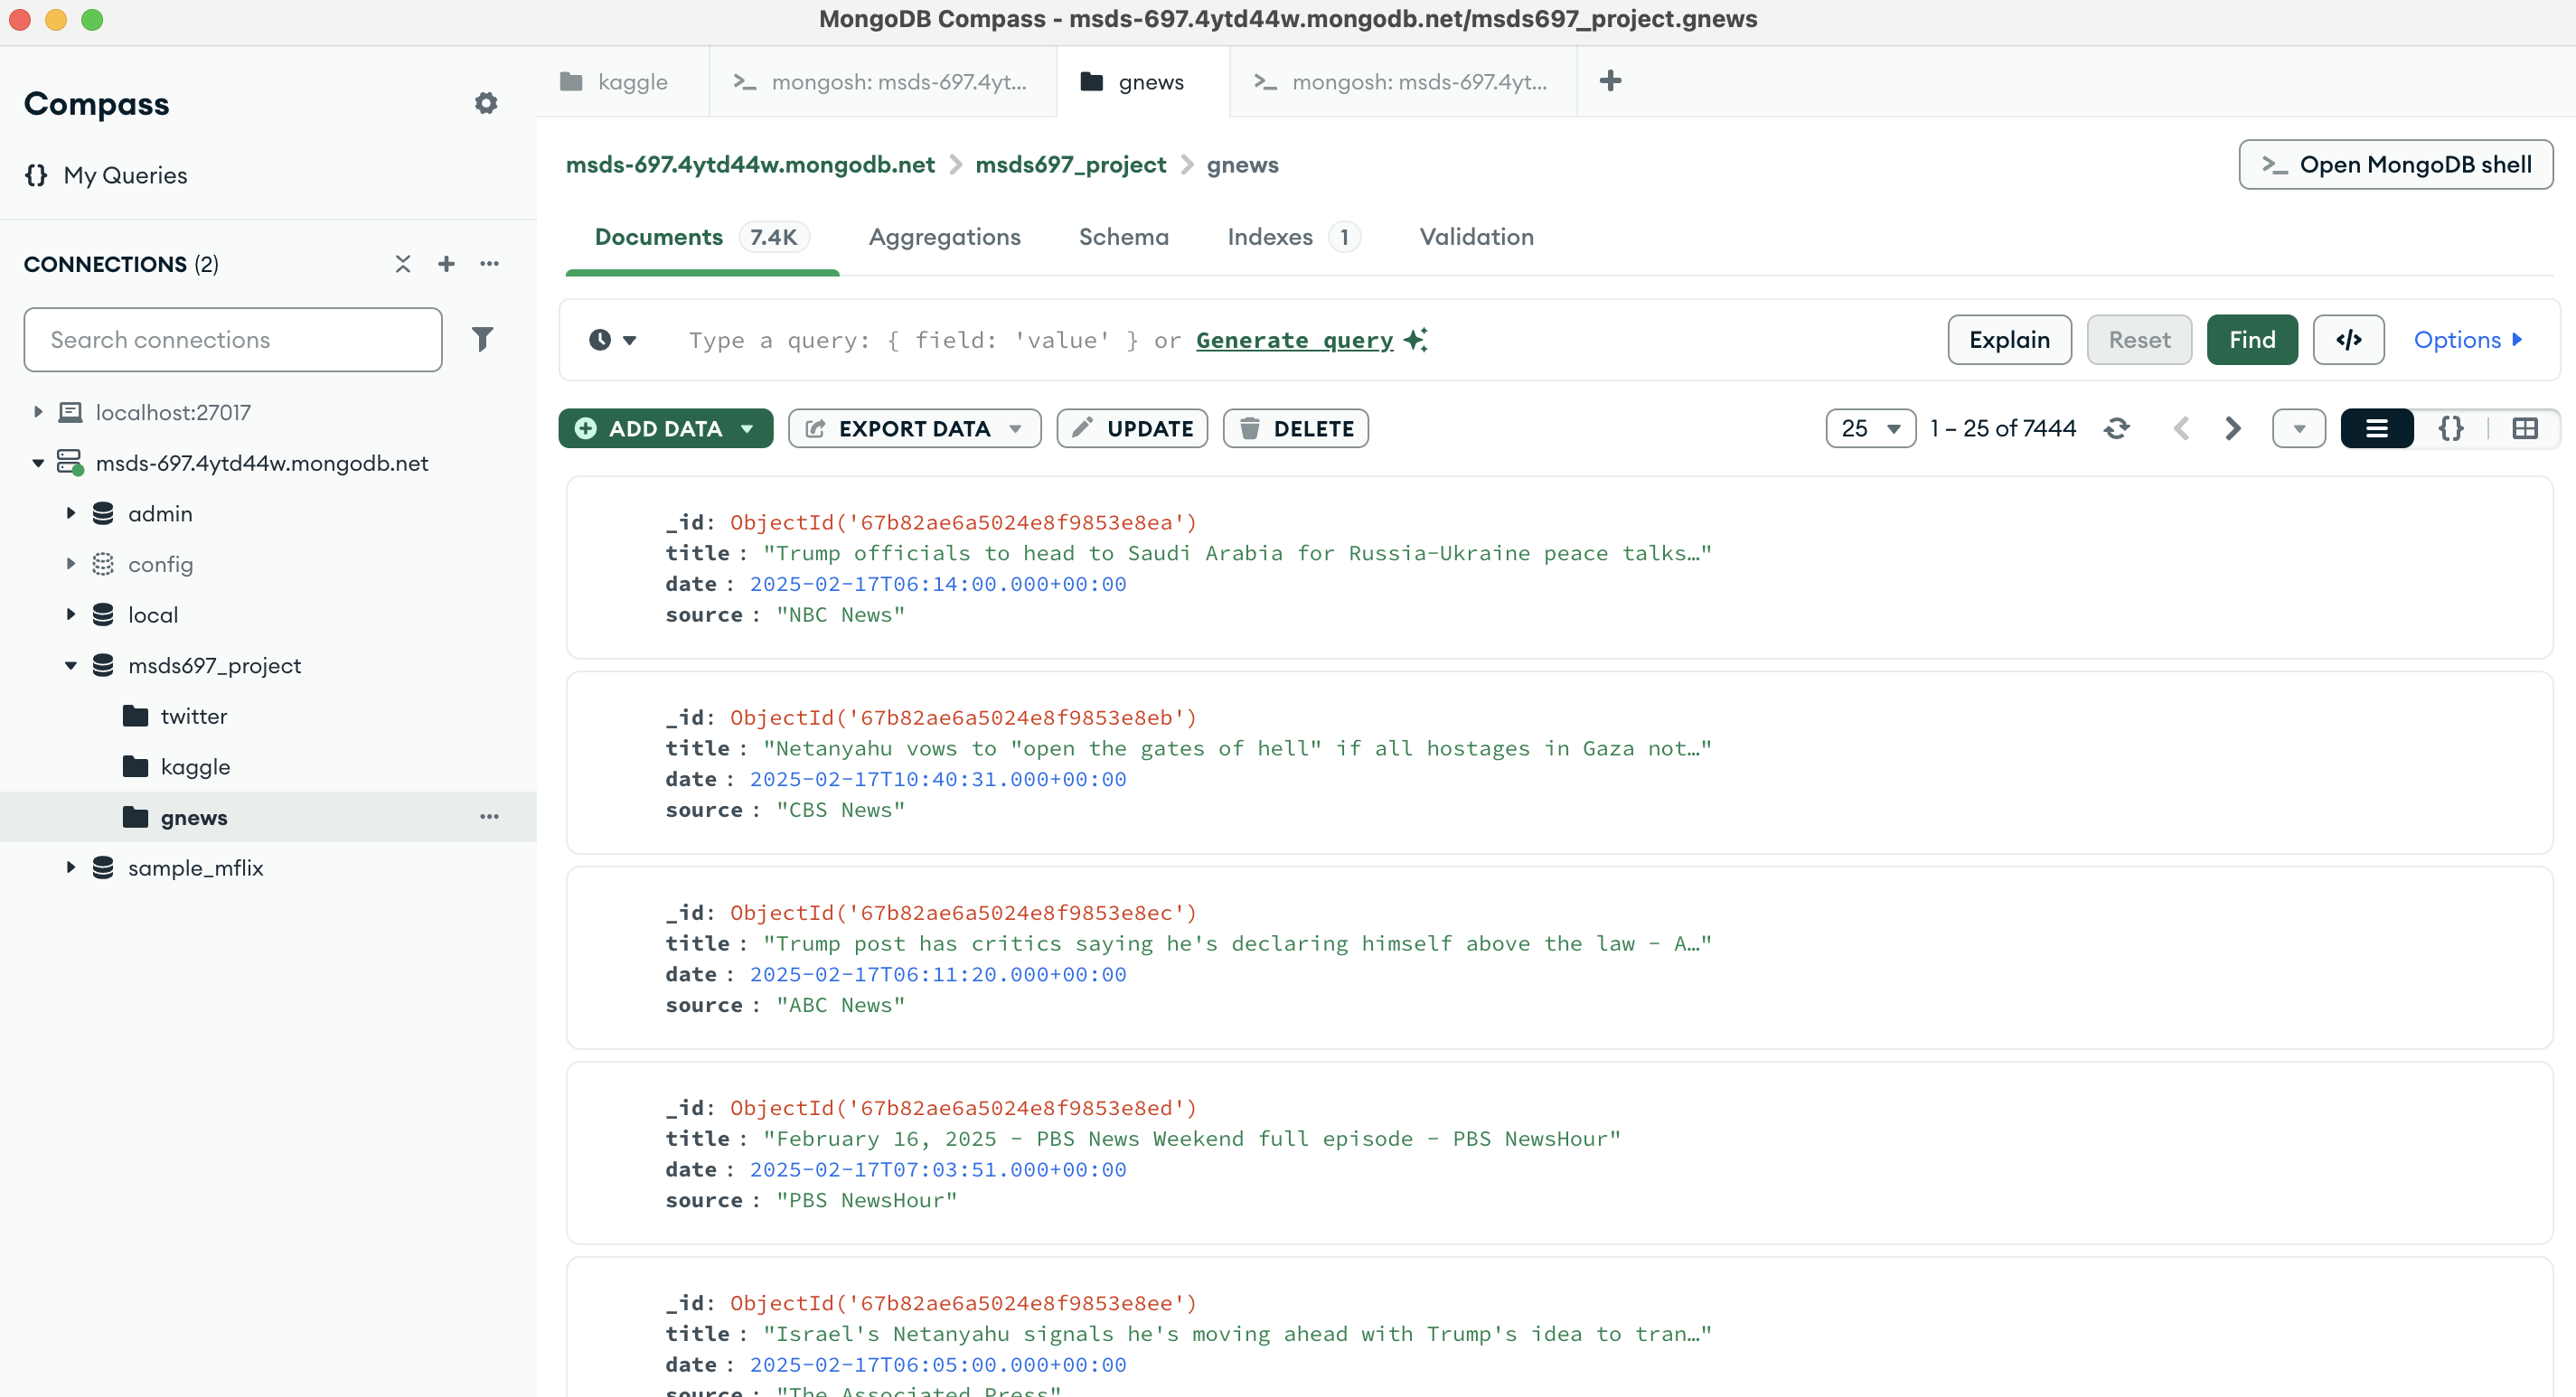 MongoDB Compass - msds-697.4ytd44w.mongodb.net/msds697_project.gnews
Compass
{} My Queries
CONNECTIONS (2)
Search connections
localhost:27017
msds-697.4ytd44w.mongodb.net
admin
config
local
msds697_project
twitter
kaggle
gnews
sample_mflix
kaggle
>_ mongosh: msds-697.4yt...
gnews
>_ mongosh: msds-697.4yt...
msds-697.4ytd44w.mongodb.net > msds697_project > gnews
>_ Open MongoDB shell
Documents 7.4K Aggregations Schema Indexes 1 Validation
Type a query: { field: 'value' } or Generate query
Explain Reset Find </> Options
ADD DATA EXPORT DATA UPDATE DELETE
25 1 – 25 of 7444 {}
_id: ObjectId('67b82ae6a5024e8f9853e8ea')
title : "Trump officials to head to Saudi Arabia for Russia-Ukraine peace talks…"
date : 2025-02-17T06:14:00.000+00:00
source : "NBC News"
_id: ObjectId('67b82ae6a5024e8f9853e8eb')
title : "Netanyahu vows to "open the gates of hell" if all hostages in Gaza not…"
date : 2025-02-17T10:40:31.000+00:00
source : "CBS News"
_id: ObjectId('67b82ae6a5024e8f9853e8ec')
title : "Trump post has critics saying he's declaring himself above the law - A…"
date : 2025-02-17T06:11:20.000+00:00
source : "ABC News"
_id: ObjectId('67b82ae6a5024e8f9853e8ed')
title : "February 16, 2025 - PBS News Weekend full episode - PBS NewsHour"
date : 2025-02-17T07:03:51.000+00:00
source : "PBS NewsHour"
_id: ObjectId('67b82ae6a5024e8f9853e8ee')
title : "Israel's Netanyahu signals he's moving ahead with Trump's idea to tran…"
date : 2025-02-17T06:05:00.000+00:00
source : "The Associated Press"